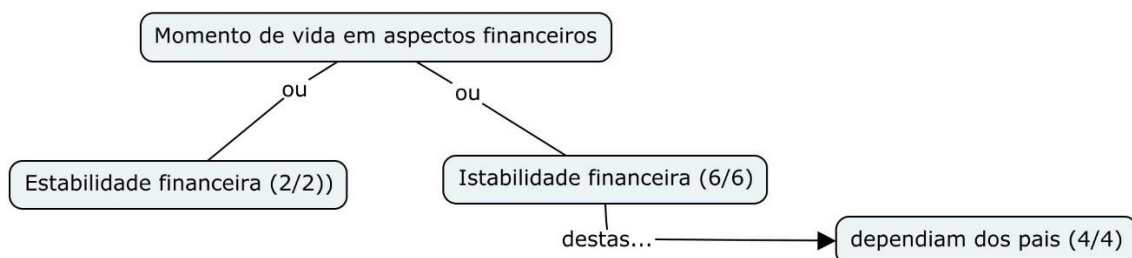 Momento de vida em aspectos financeiros
ou
ou
Estabilidade financeira (2/2))
Istabilidade financeira (6/6)
destas...
dependiam dos pais (4/4)